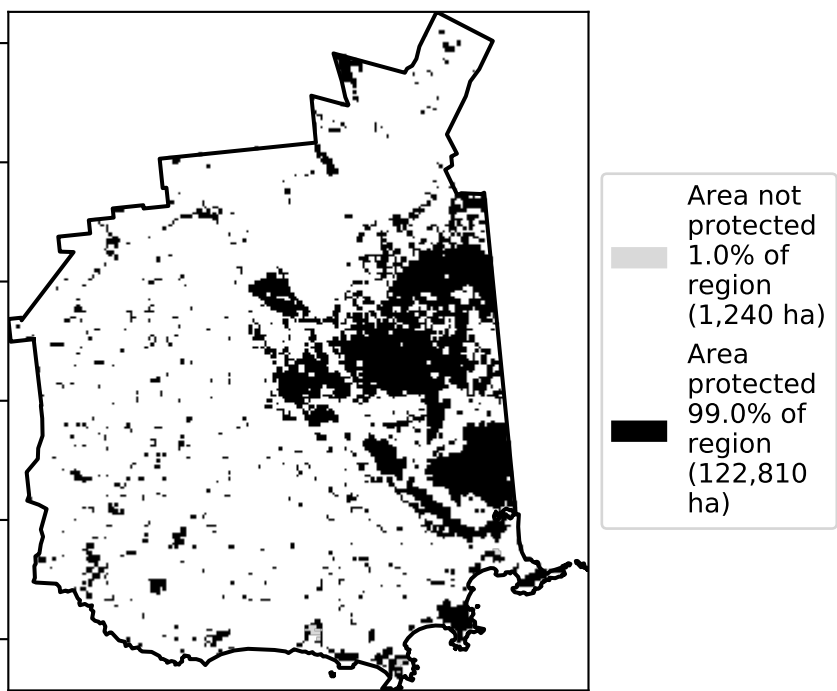 Area not
protected
1.0% of
region
(1,240 ha)
Area
protected
99.0% of
region
(122,810
ha)